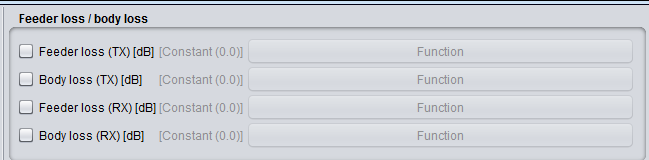 Feeder loss / body loss
Feeder loss (TX) [dB] [Constant (0.0)] Function
Body loss (TX) [dB] [Constant (0.0)] Function
Feeder loss (RX) [dB] [Constant (0.0)] Function
Body loss (RX) [dB] [Constant (0.0)] Function